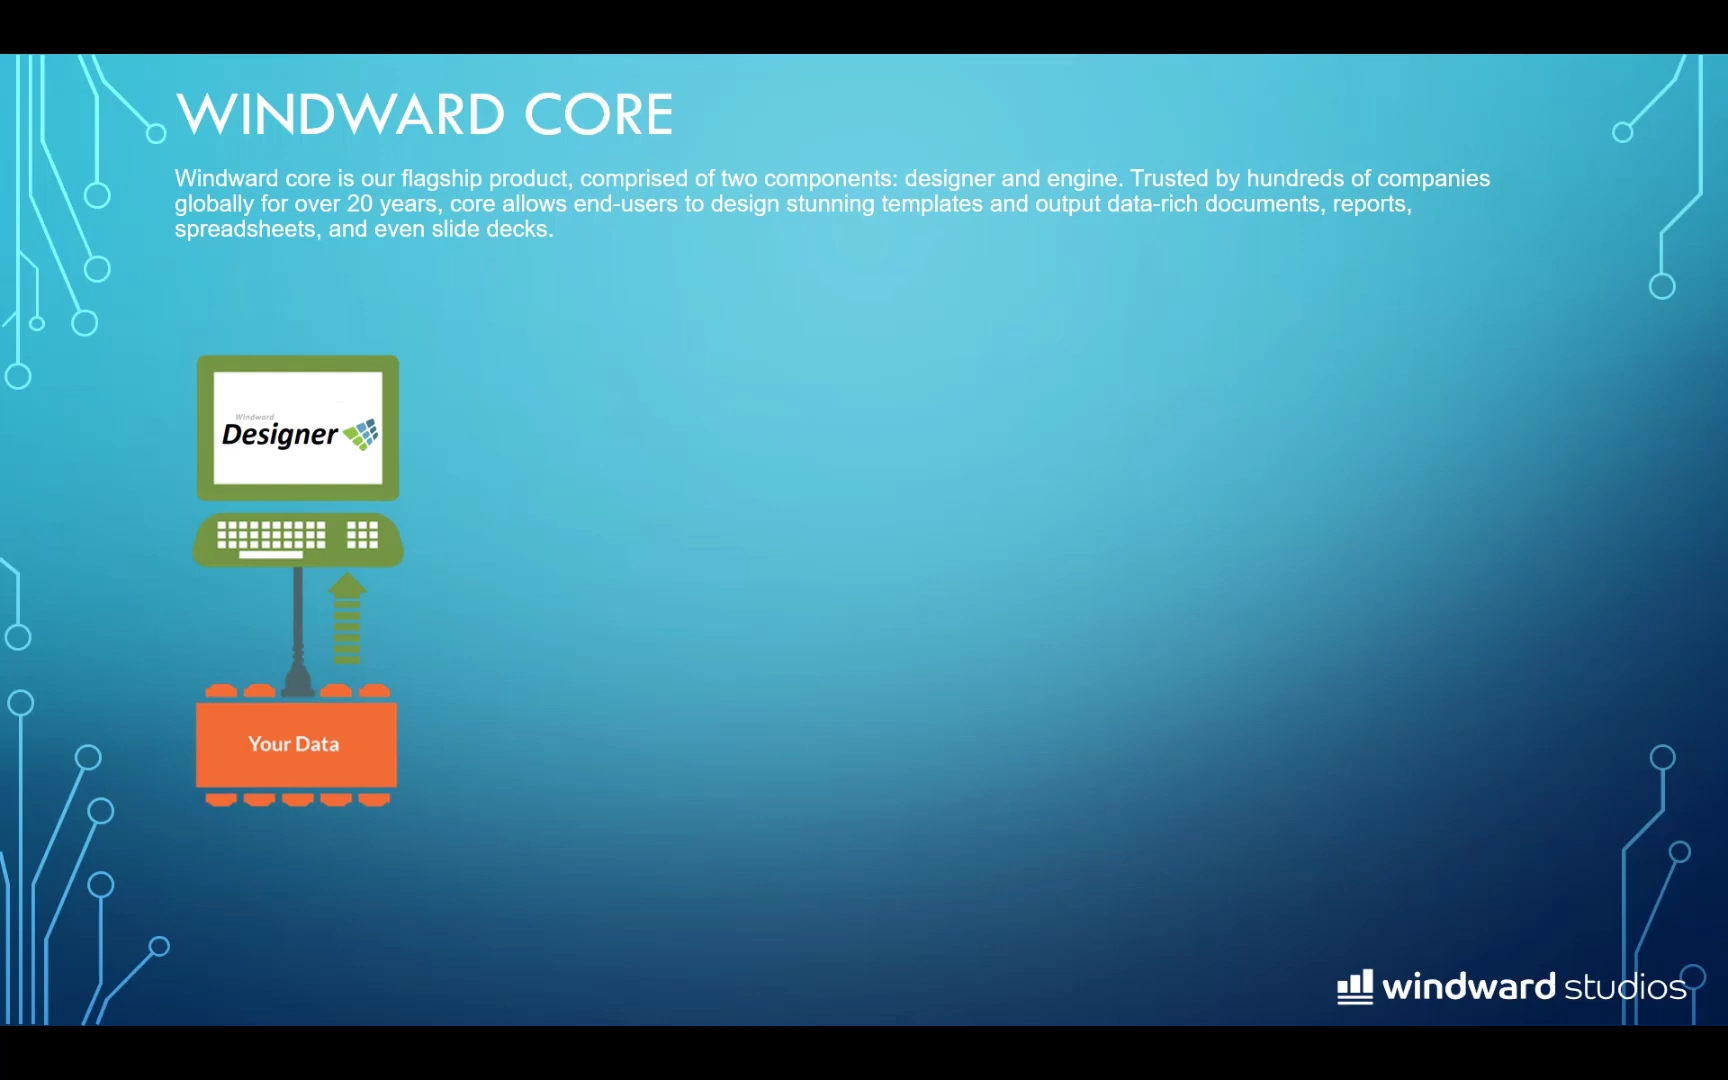 WINDWARD CORE
Windward core is our flagship product, comprised of two components: designer and engine. Trusted by hundreds of companies
globally for over 20 years, core allows end-users to design stunning templates and output data-rich documents, reports,
spreadsheets, and even slide decks.
Windward
Designer
Your Data
windward studios